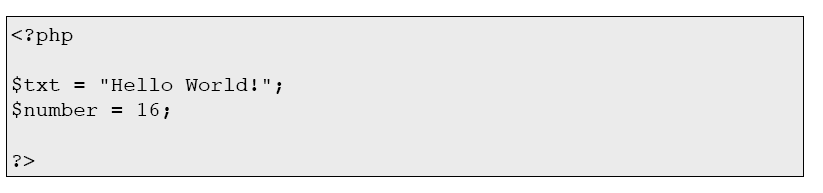 <?php
$txt = "Hello World!";
$number = 16;
?>